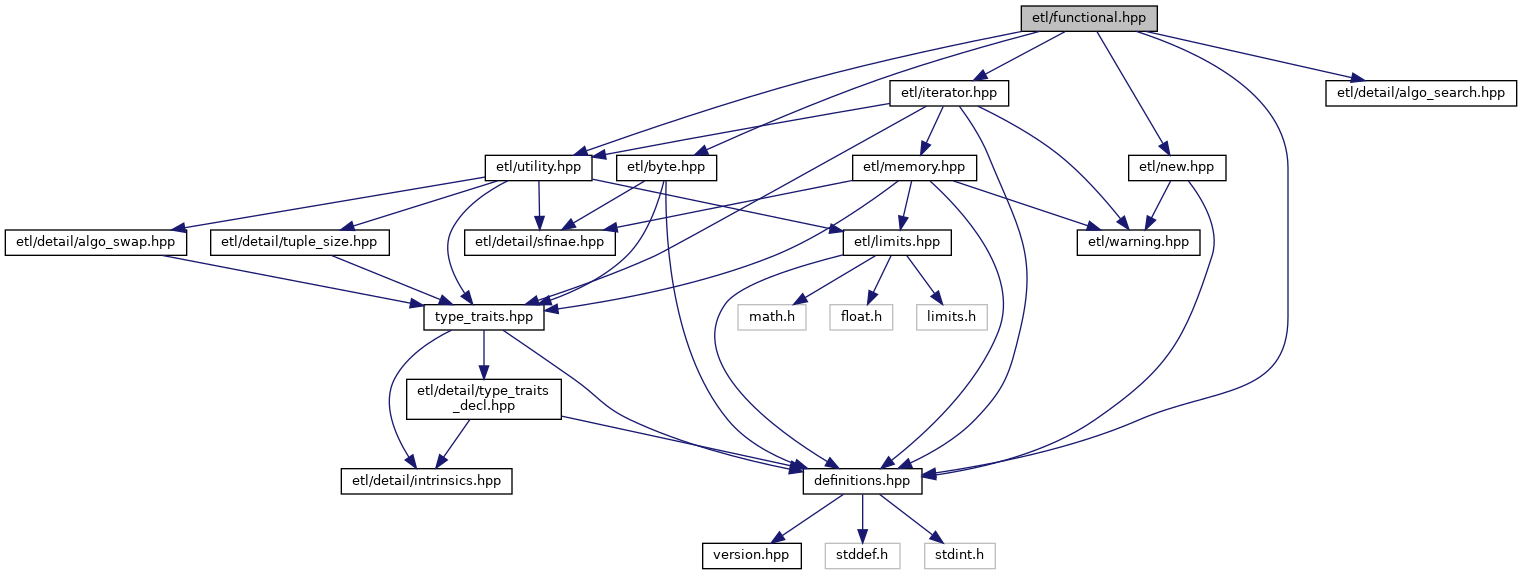 etl/functional.hpp
etl/iterator.hpp
etl/detail/algo_search.hpp
etl/utility.hpp
etl/byte.hpp
etl/memory.hpp
etl/new.hpp
etl/detail/algo_swap.hpp
etl/detail/tuple_size.hpp
etl/detail/sfinae.hpp
etl/limits.hpp
etl/warning.hpp
type_traits.hpp
math.h
float.h
limits.h
etl/detail/type_traits
_decl.hpp
etl/detail/intrinsics.hpp
definitions.hpp
version.hpp
stddef.h
stdint.h